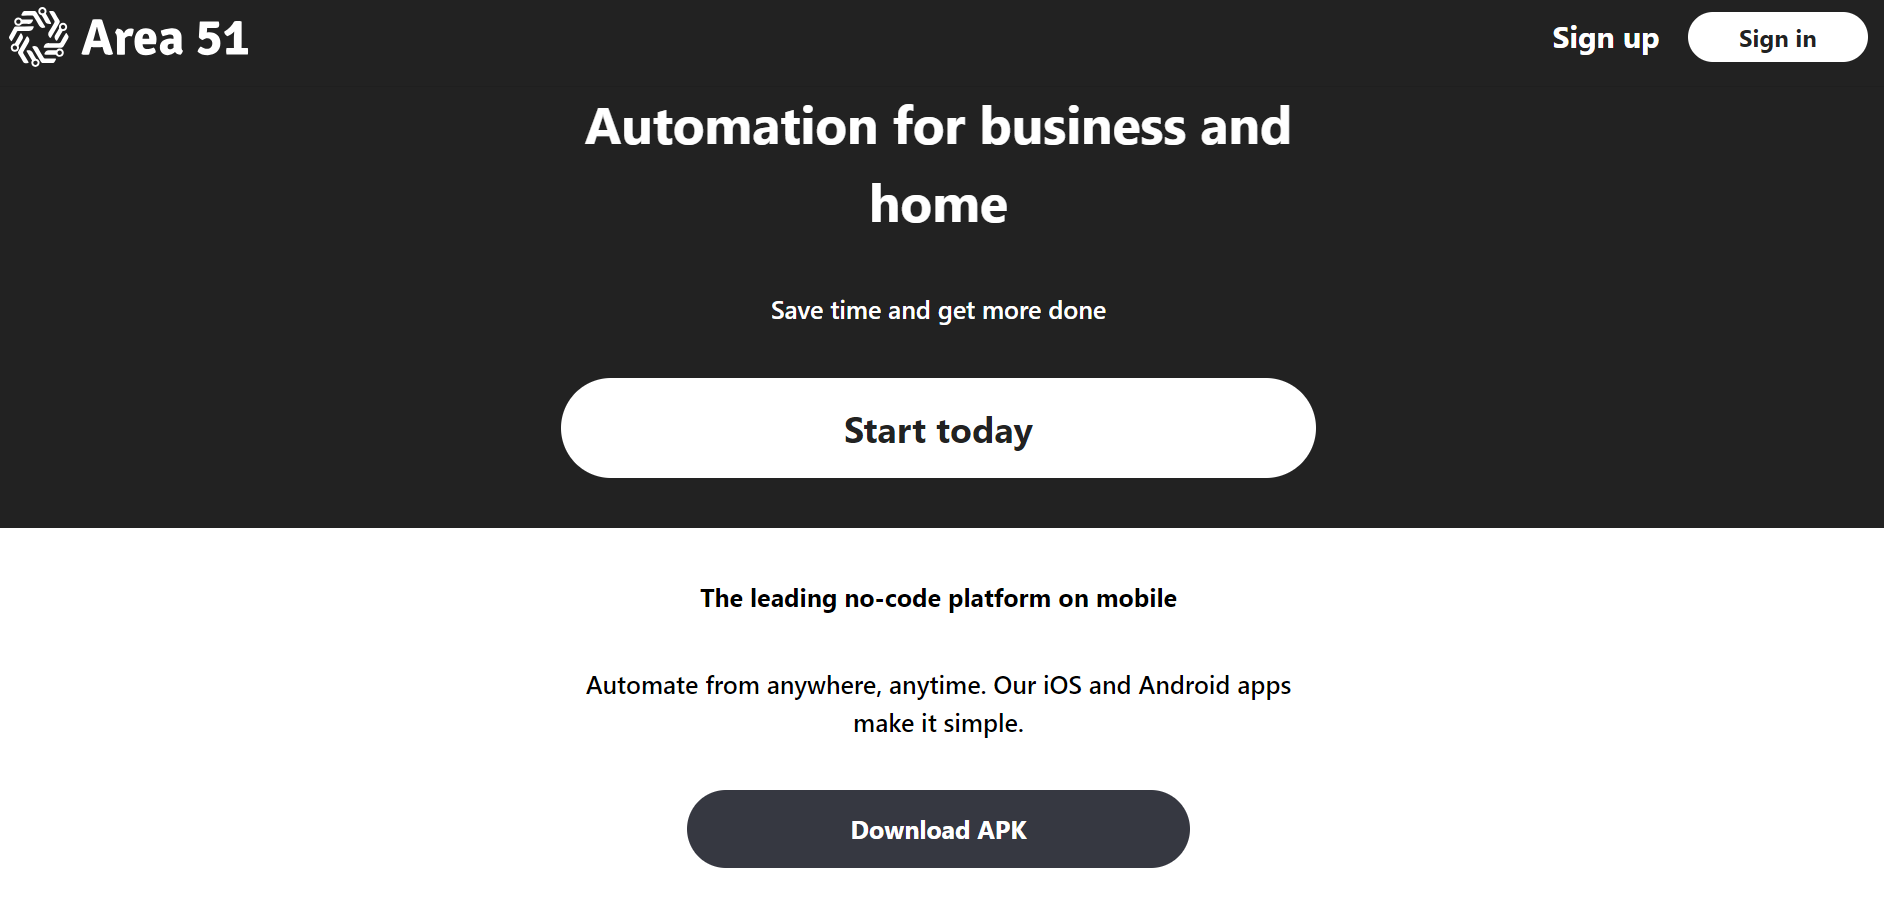 Area 51
Sign up
Sign in
Automation for business and
home
Save time and get more done
Start today
The leading no-code platform on mobile
Automate from anywhere, anytime. Our iOS and Android apps
make it simple.
Download APK